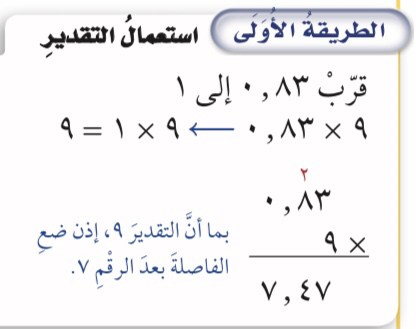 الطريقةُ الأُولَى استعمالُ التقديرِ
قرّبْ ٠,٨٣ إلى ١
٩ × ٠,٨٣ ← ٩ × ١ = ٩
٢
٠,٨٣
× ٩
٧,٤٧
بما أنَّ التقديرَ ٩، إذن ضعِ
الفاصلةَ بعدَ الرقْمِ ٧.